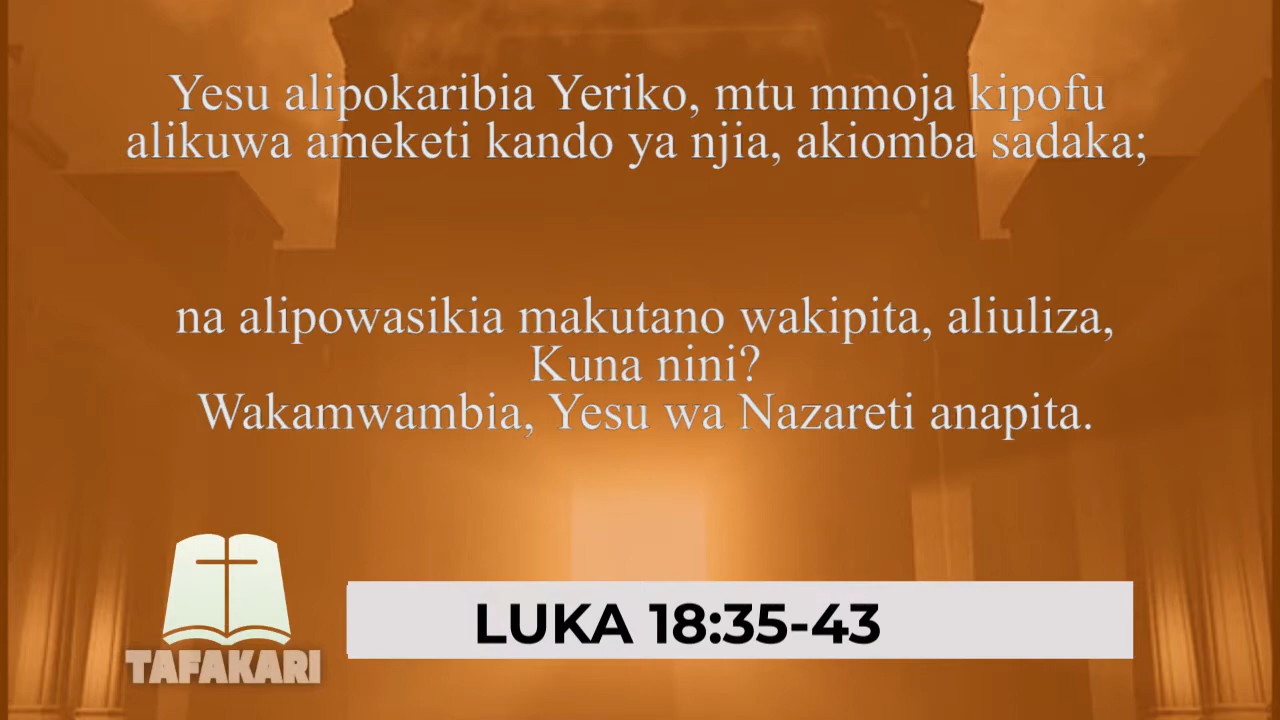 Yesu alipokaribia Yeriko, mtu mmoja kipofu
alikuwa ameketi kando ya njia, akiomba sadaka;
na alipowasikia makutano wakipita, aliuliza,
Kuna nini?
Wakamwambia, Yesu wa Nazareti anapita.
TAFAKARI
LUKA 18:35-43